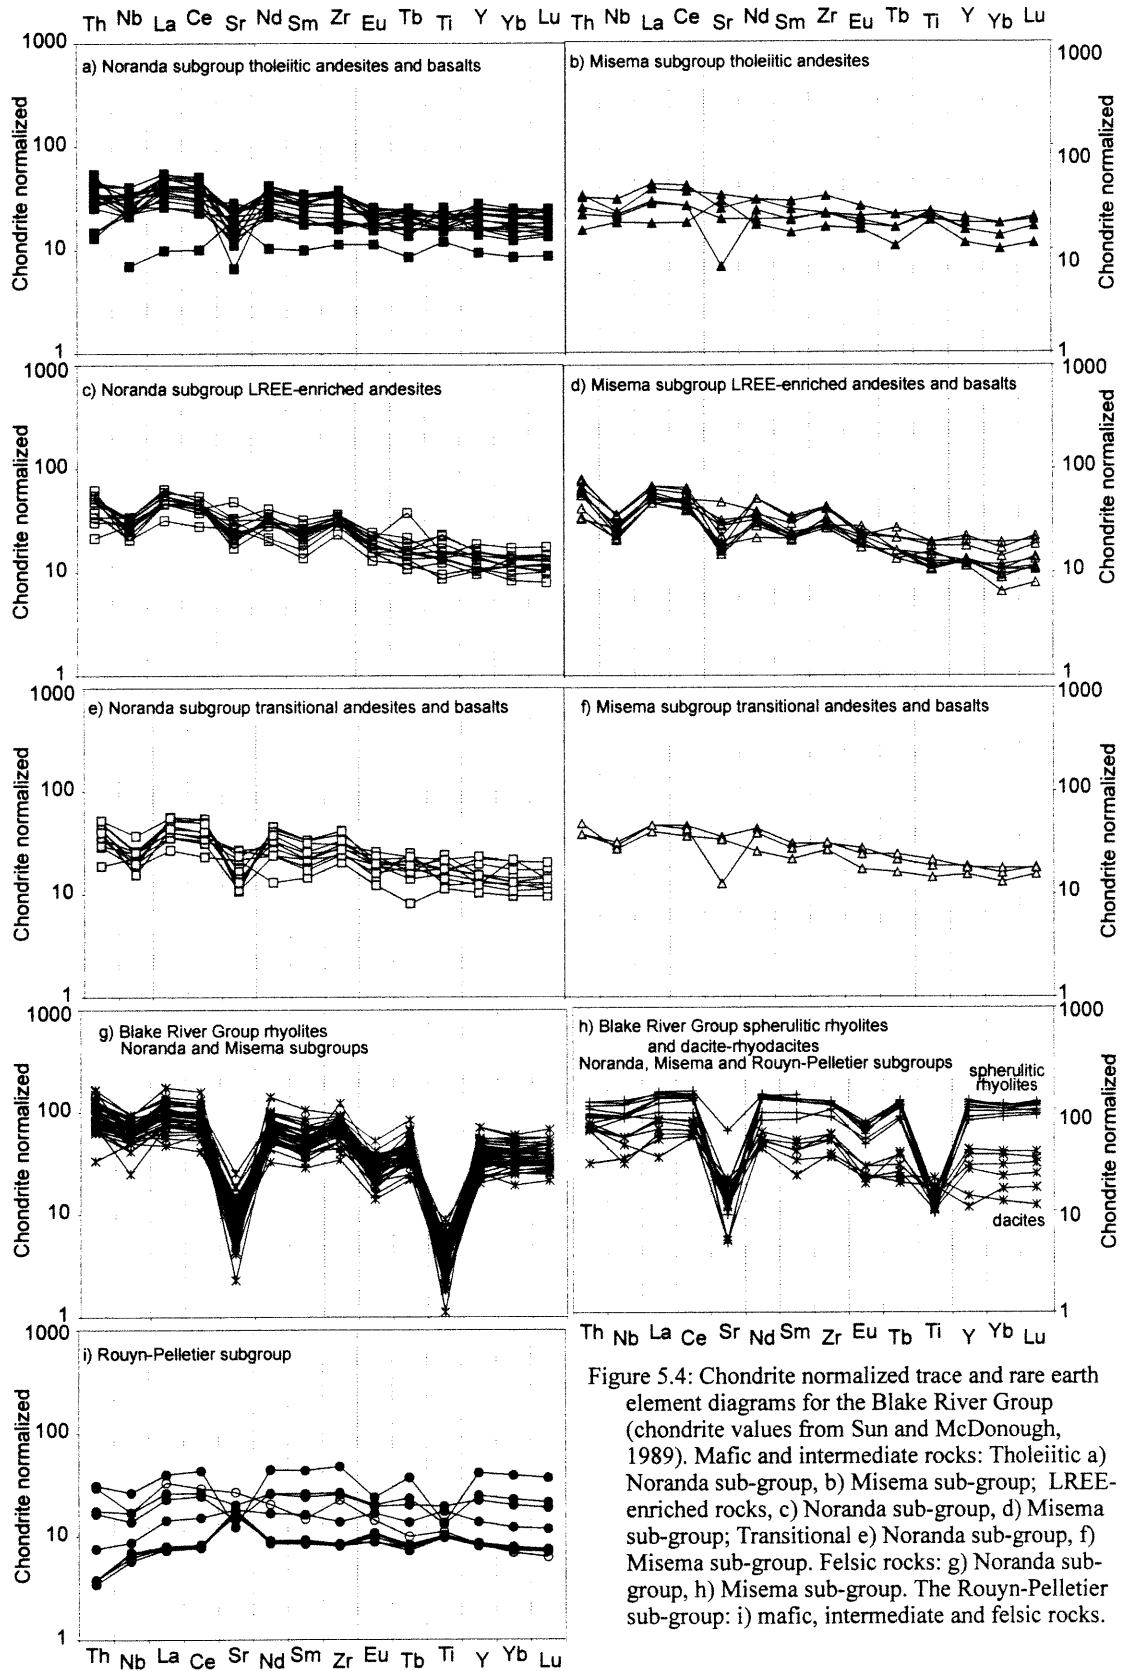 Th Nb La Ce Sr Nd Sm Zr Eu Tb Ti Y Yb Lu Th Nb La Ce Sr Nd Sm Zr Eu Tb Ti Y Yb Lu
1000
100
10
1
Chondrite normalized
a) Noranda subgroup tholeiitic andesites and basalts
b) Misema subgroup tholeiitic andesites
1000
100
10
1
Chondrite normalized
1000
100
10
1
Chondrite normalized
c) Noranda subgroup LREE-enriched andesites
d) Misema subgroup LREE-enriched andesites and basalts
1000
100
10
1
Chondrite normalized
1000
100
10
1
Chondrite normalized
e) Noranda subgroup transitional andesites and basalts
f) Misema subgroup transitional andesites and basalts
1000
100
10
1
Chondrite normalized
1000
100
10
1
Chondrite normalized
g) Blake River Group rhyolites
Noranda and Misema subgroups
h) Blake River Group spherulitic rhyolites
and dacite-rhyodacites
Noranda, Misema and Rouyn-Pelletier subgroups
spherulitic
rhyolites
dacites
1000
100
10
1
Chondrite normalized
Th Nb La Ce Sr Nd Sm Zr Eu Tb Ti Y Yb Lu
1000
100
10
1
Chondrite normalized
i) Rouyn-Pelletier subgroup
Th Nb La Ce Sr Nd Sm Zr Eu Tb Ti Y Yb Lu
Figure 5.4: Chondrite normalized trace and rare earth
element diagrams for the Blake River Group
(chondrite values from Sun and McDonough,
1989). Mafic and intermediate rocks: Tholeiitic a)
Noranda sub-group, b) Misema sub-group; LREE-
enriched rocks, c) Noranda sub-group, d) Misema
sub-group; Transitional e) Noranda sub-group, f)
Misema sub-group. Felsic rocks: g) Noranda sub-
group, h) Misema sub-group. The Rouyn-Pelletier
sub-group: i) mafic, intermediate and felsic rocks.